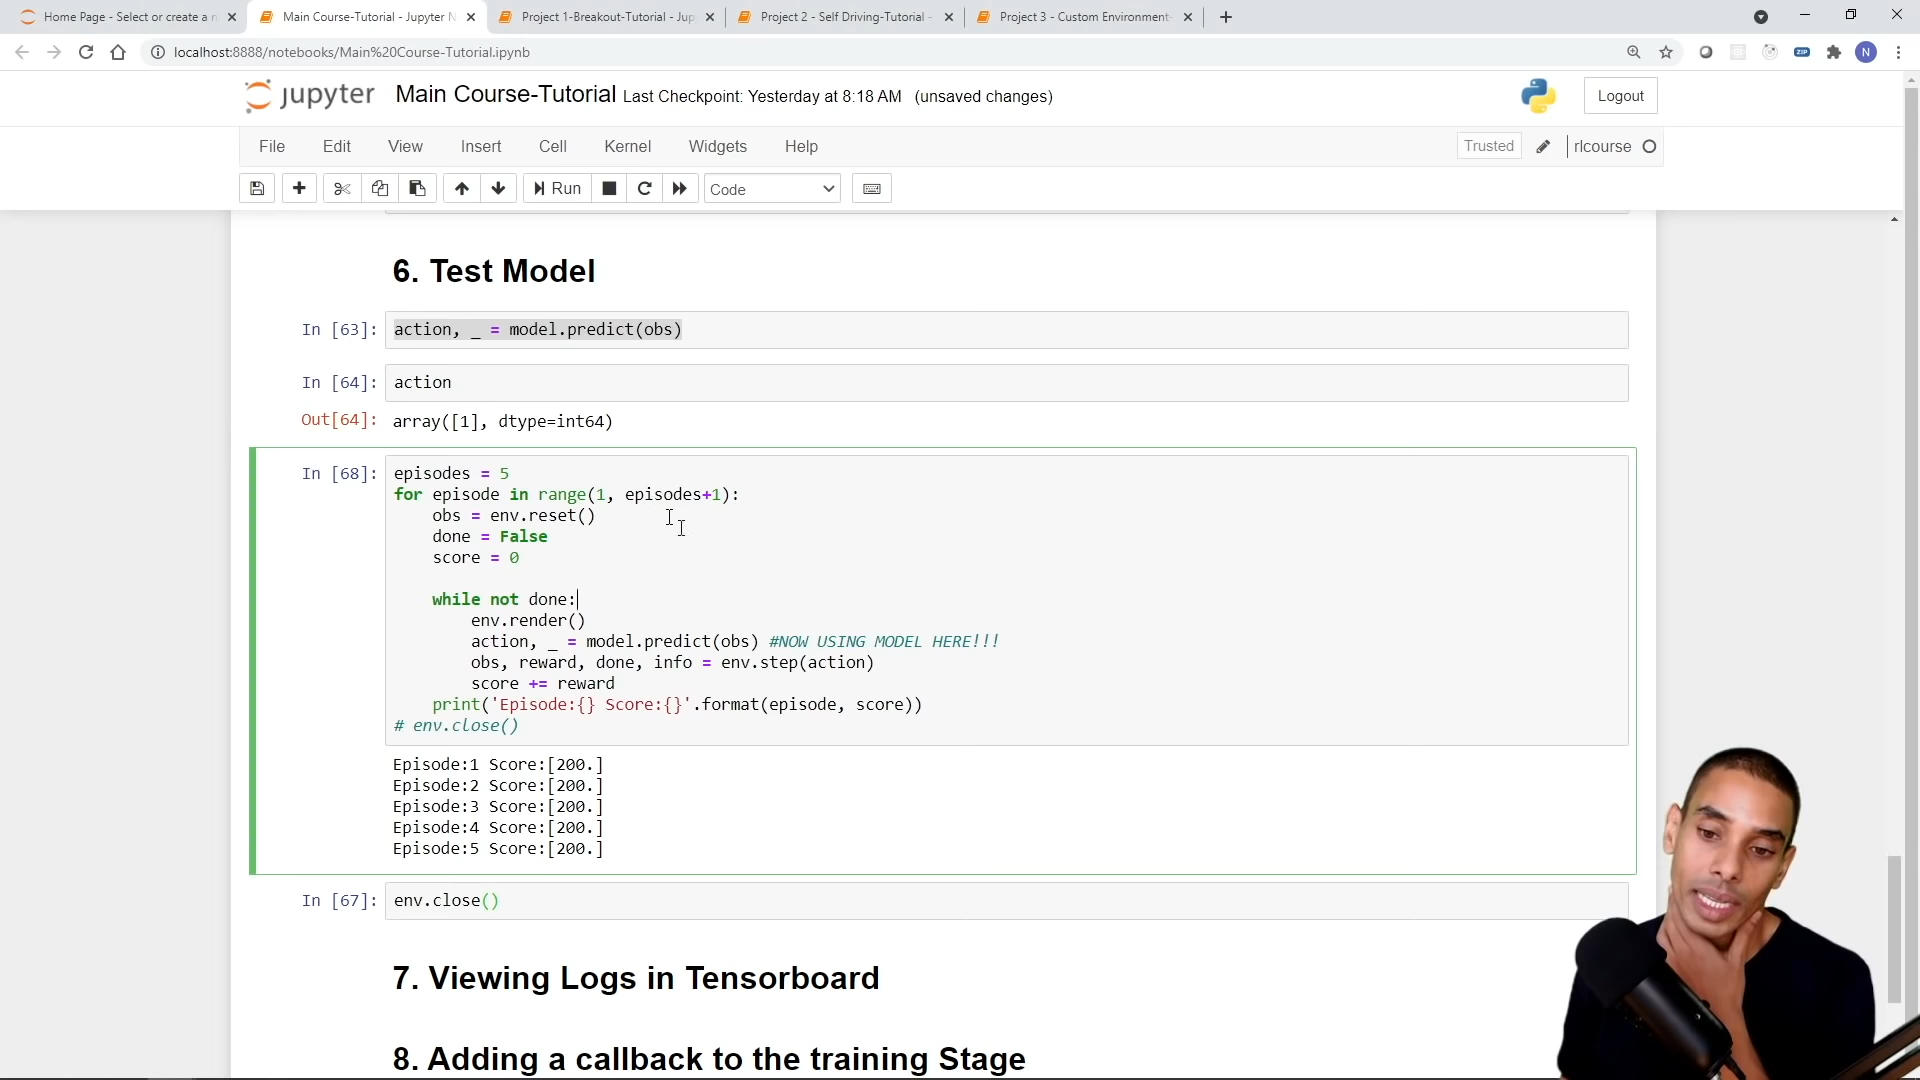 Home Page - Select or create a n
Main Course-Tutorial - Jupyter N
Project 1-Breakout-Tutorial - Jup
Project 2 - Self Driving-Tutorial -
Project 3 - Custom Environment-
localhost:8888/notebooks/Main%20Course-Tutorial.ipynb
ZIP
N
jupyter Main Course-Tutorial Last Checkpoint: Yesterday at 8:18 AM (unsaved changes)
Logout
File Edit View Insert Cell Kernel Widgets Help
Trusted
rlcourse
Run
Code
6. Test Model
In [63]: action, _ = model.predict(obs)
In [64]: action
Out[64]: array([1], dtype=int64)
In [68]: episodes = 5
for episode in range(1, episodes+1):
    obs = env.reset()
    done = False
    score = 0
    while not done:
        env.render()
        action, _ = model.predict(obs) #NOW USING MODEL HERE!!!
        obs, reward, done, info = env.step(action)
        score += reward
    print('Episode:{} Score:{}'.format(episode, score))
# env.close()
Episode:1 Score:[200.]
Episode:2 Score:[200.]
Episode:3 Score:[200.]
Episode:4 Score:[200.]
Episode:5 Score:[200.]
In [67]: env.close()
7. Viewing Logs in Tensorboard
8. Adding a callback to the training Stage